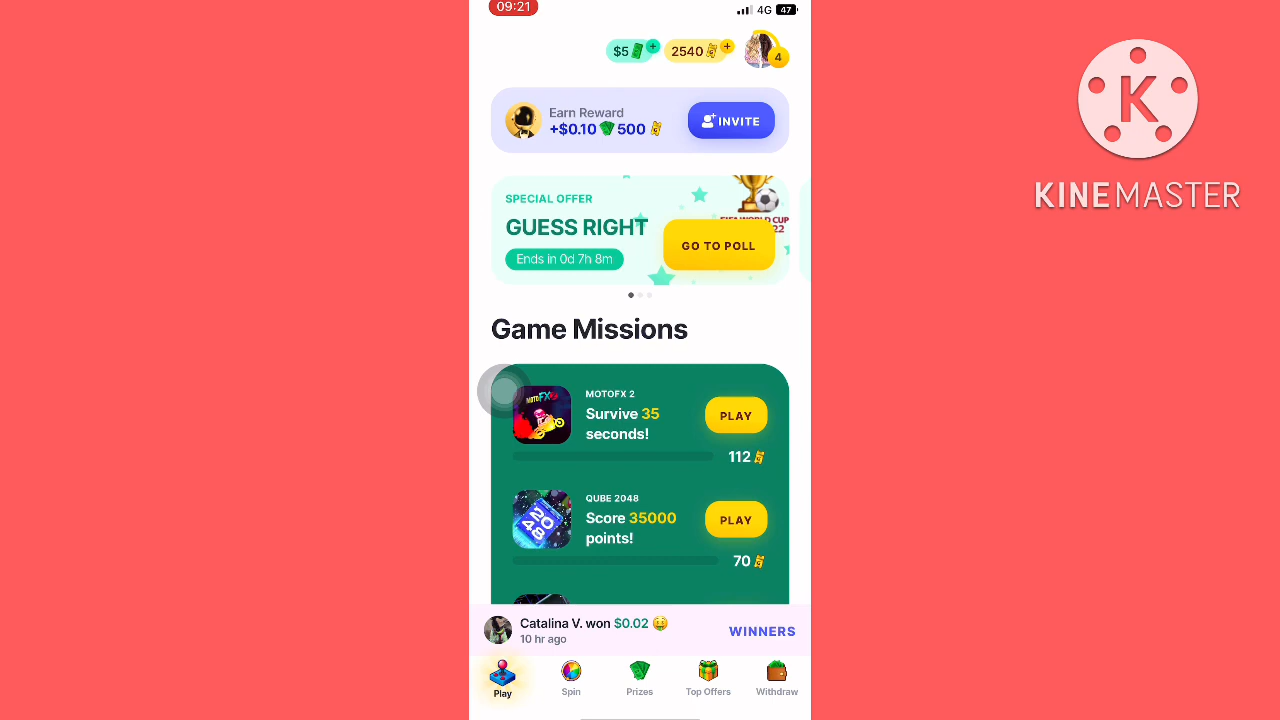 09:21
4G 47
$5 + 2540 + 4
Earn Reward
+$0.10 500
INVITE
SPECIAL OFFER
GUESS RIGHT
Ends in 0d 7h 8m
GO TO POLL
Game Missions
MOTOFX 2
Survive 35
seconds!
PLAY
112
QUBE 2048
Score 35000
points!
PLAY
70
20
48
Catalina V. won $0.02
10 hr ago
WINNERS
Play
Spin
Prizes
Top Offers
Withdraw
K
KINEMASTER